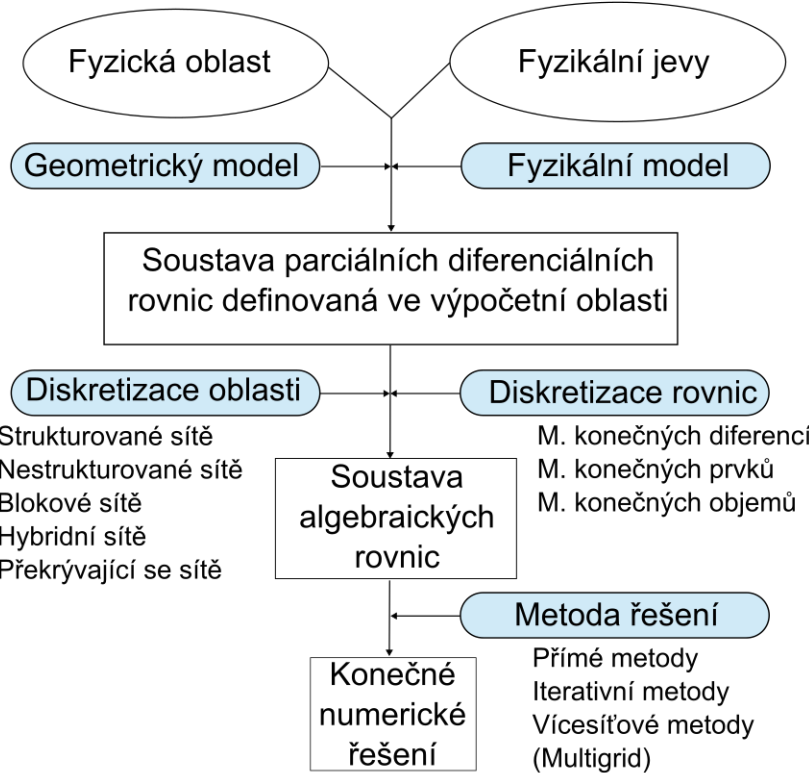 Fyzická oblast
Fyzikální jevy
Geometrický model
Fyzikální model
Soustava parciálních diferenciálních
rovnic definovaná ve výpočetní oblasti
Diskretizace oblasti
Diskretizace rovnic
Strukturované sítě
Nestrukturované sítě
Blokové sítě
Hybridní sítě
Překrývající se sítě
M. konečných diferencí
M. konečných prvků
M. konečných objemů
Soustava
algebraických
rovnic
Metoda řešení
Přímé metody
Iterativní metody
Vícesíťové metody
(Multigrid)
Konečné
numerické
řešení